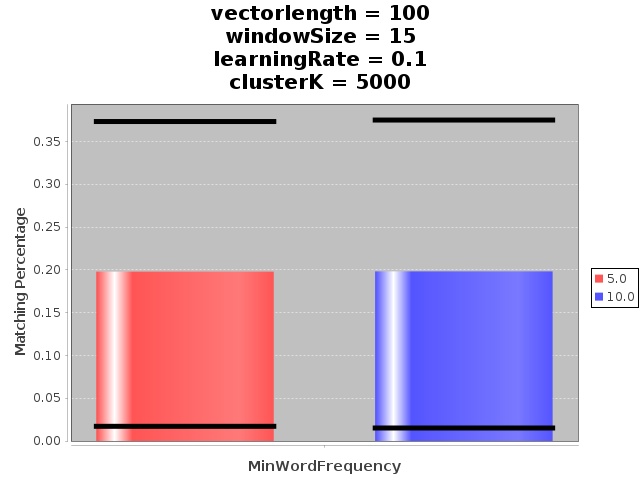 vectorlength = 100
windowSize = 15
learningRate = 0.1
clusterK = 5000
Matching Percentage
0.35
0.30
0.25
0.20
0.15
0.10
0.05
0.00
MinWordFrequency
5.0
10.0